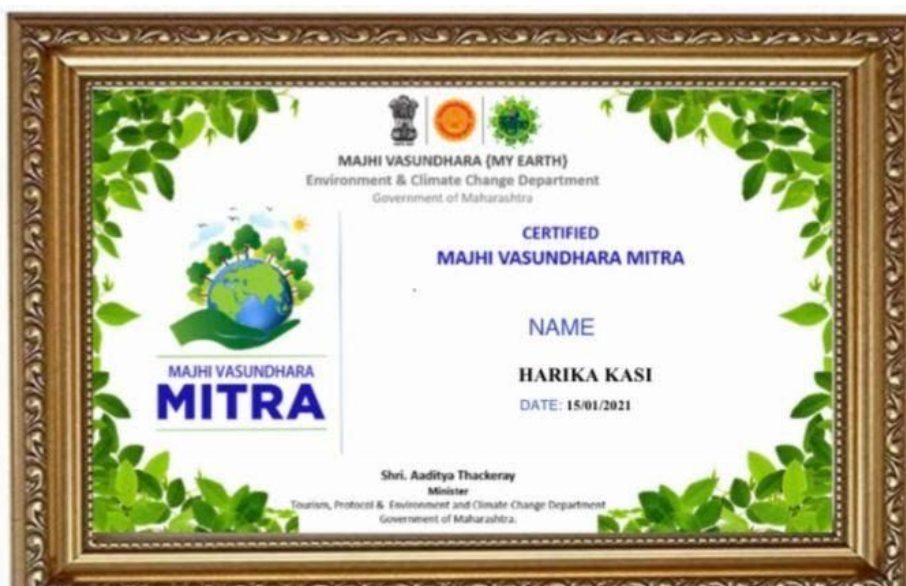 MAJHI VASUNDHARA (MY EARTH)
Environment & Climate Change Department
Government of Maharashtra
CERTIFIED
MAJHI VASUNDHARA MITRA
NAME
HARIKA KASI
DATE: 15/01/2021
MAJHI VASUNDHARA
MITRA
Shri. Aaditya Thackeray
Minister
Tourism, Protocol & Environment and Climate Change Department
Government of Maharashtra.